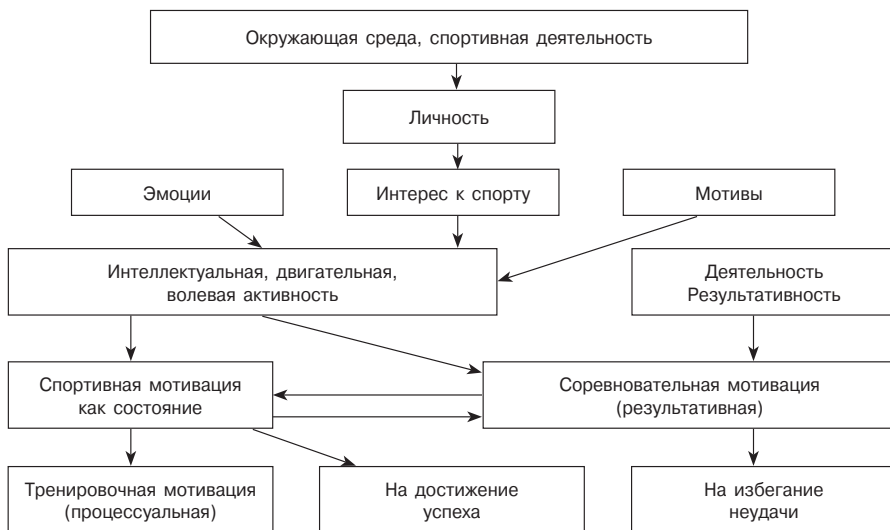 Окружающая среда, спортивная деятельность
Личность
Эмоции
Интерес к спорту
Мотивы
Интеллектуальная, двигательная,
волевая активность
Деятельность
Результативность
Спортивная мотивация
как состояние
Соревновательная мотивация
(результативная)
Тренировочная мотивация
(процессуальная)
На достижение
успеха
На избегание
неудачи